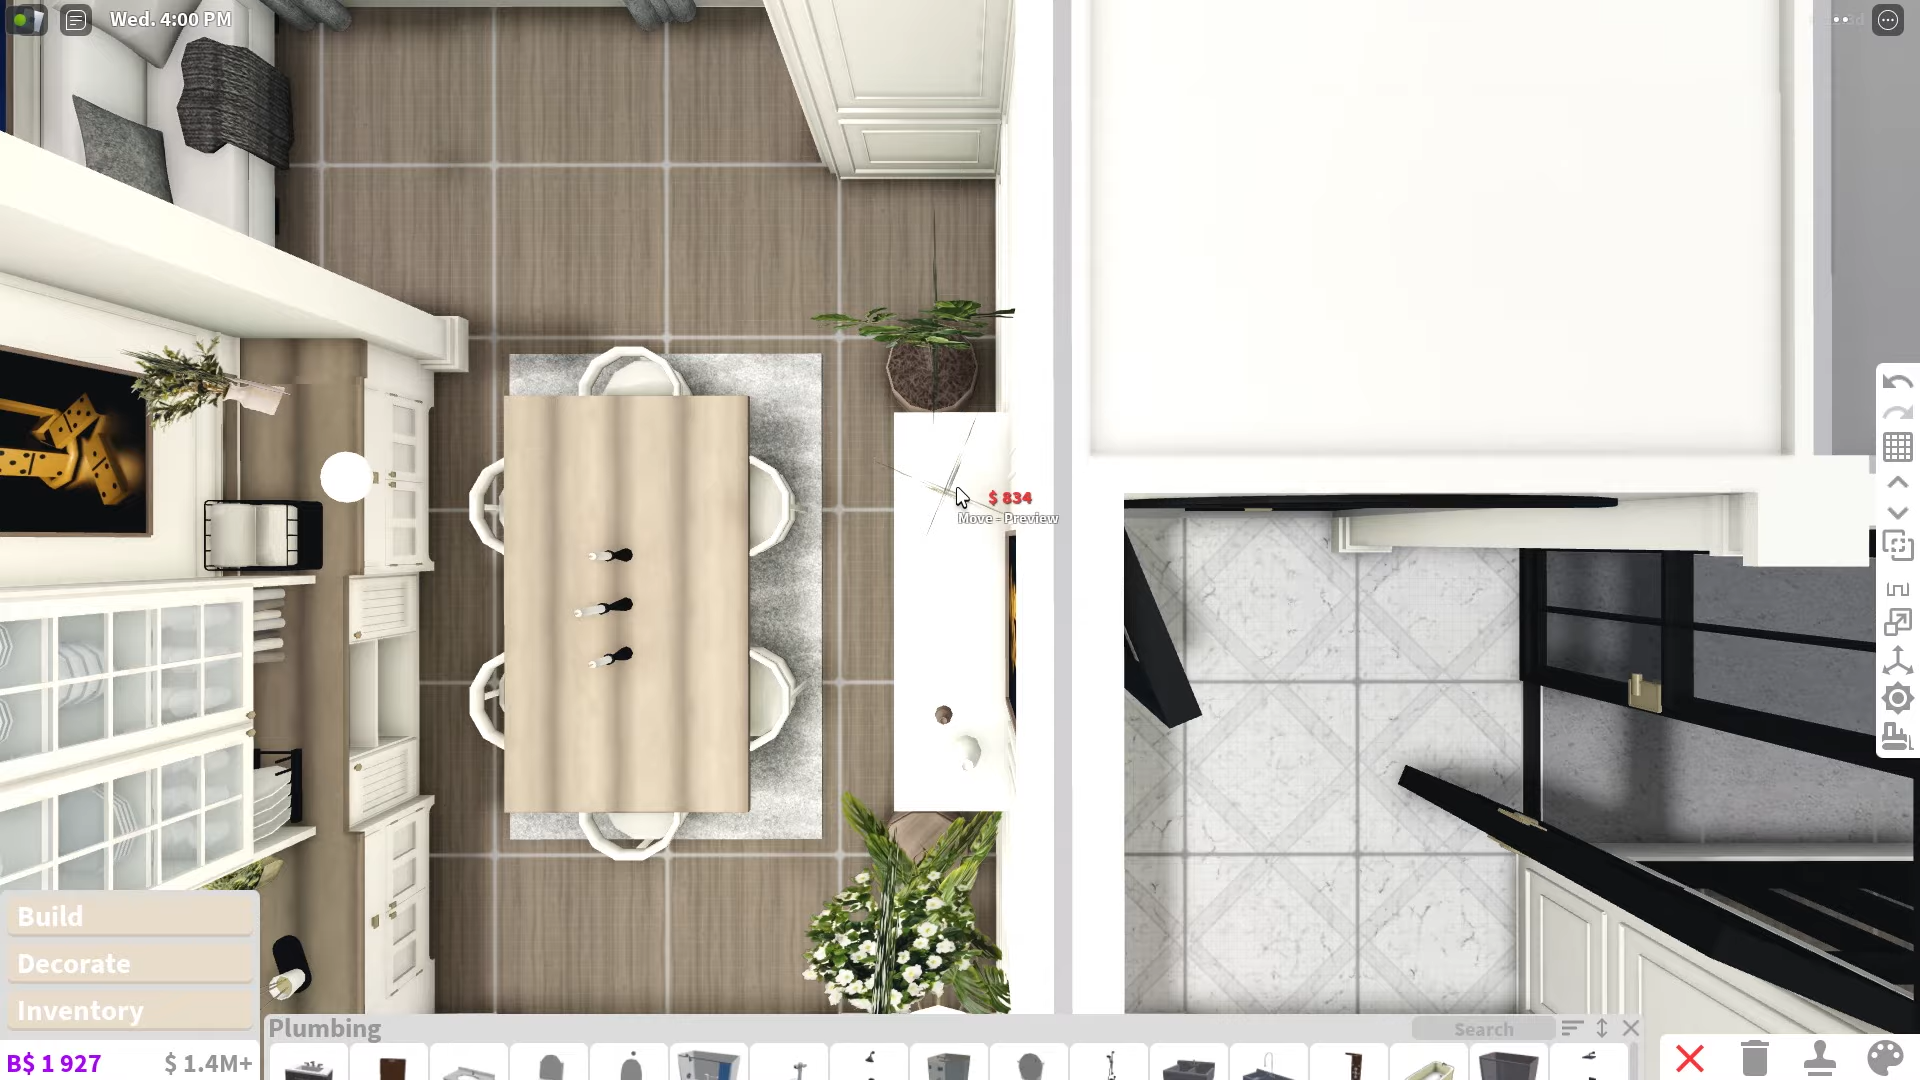 Wed. 4:00 PM
$ 834
Move - Preview
Build
Decorate
Inventory
B$ 1 927
$ 1.4M+
Plumbing
Search